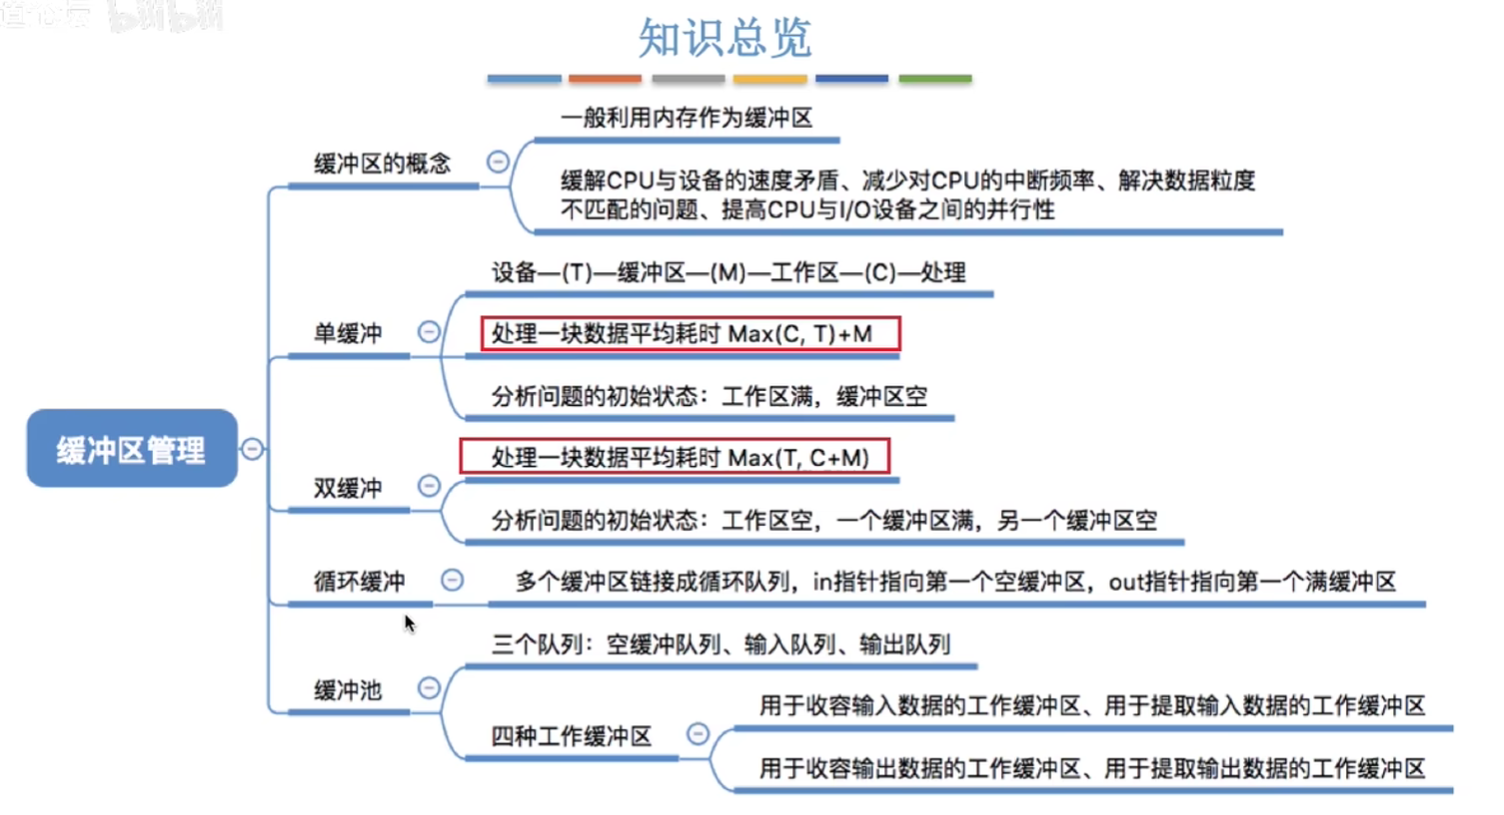 bilibili
知识总览
一般利用内存作为缓冲区
缓冲区的概念
缓解CPU与设备的速度矛盾、减少对CPU的中断频率、解决数据粒度
不匹配的问题、提高CPU与I/O设备之间的并行性
设备—(T)—缓冲区—(M)—工作区—(C)—处理
单缓冲
处理一块数据平均耗时 Max(C, T)+M
分析问题的初始状态：工作区满，缓冲区空
缓冲区管理
处理一块数据平均耗时 Max(T, C+M)
双缓冲
分析问题的初始状态：工作区空，一个缓冲区满，另一个缓冲区空
循环缓冲
多个缓冲区链接成循环队列，in指针指向第一个空缓冲区，out指针指向第一个满缓冲区
三个队列：空缓冲队列、输入队列、输出队列
缓冲池
四种工作缓冲区
用于收容输入数据的工作缓冲区、用于提取输入数据的工作缓冲区
用于收容输出数据的工作缓冲区、用于提取输出数据的工作缓冲区